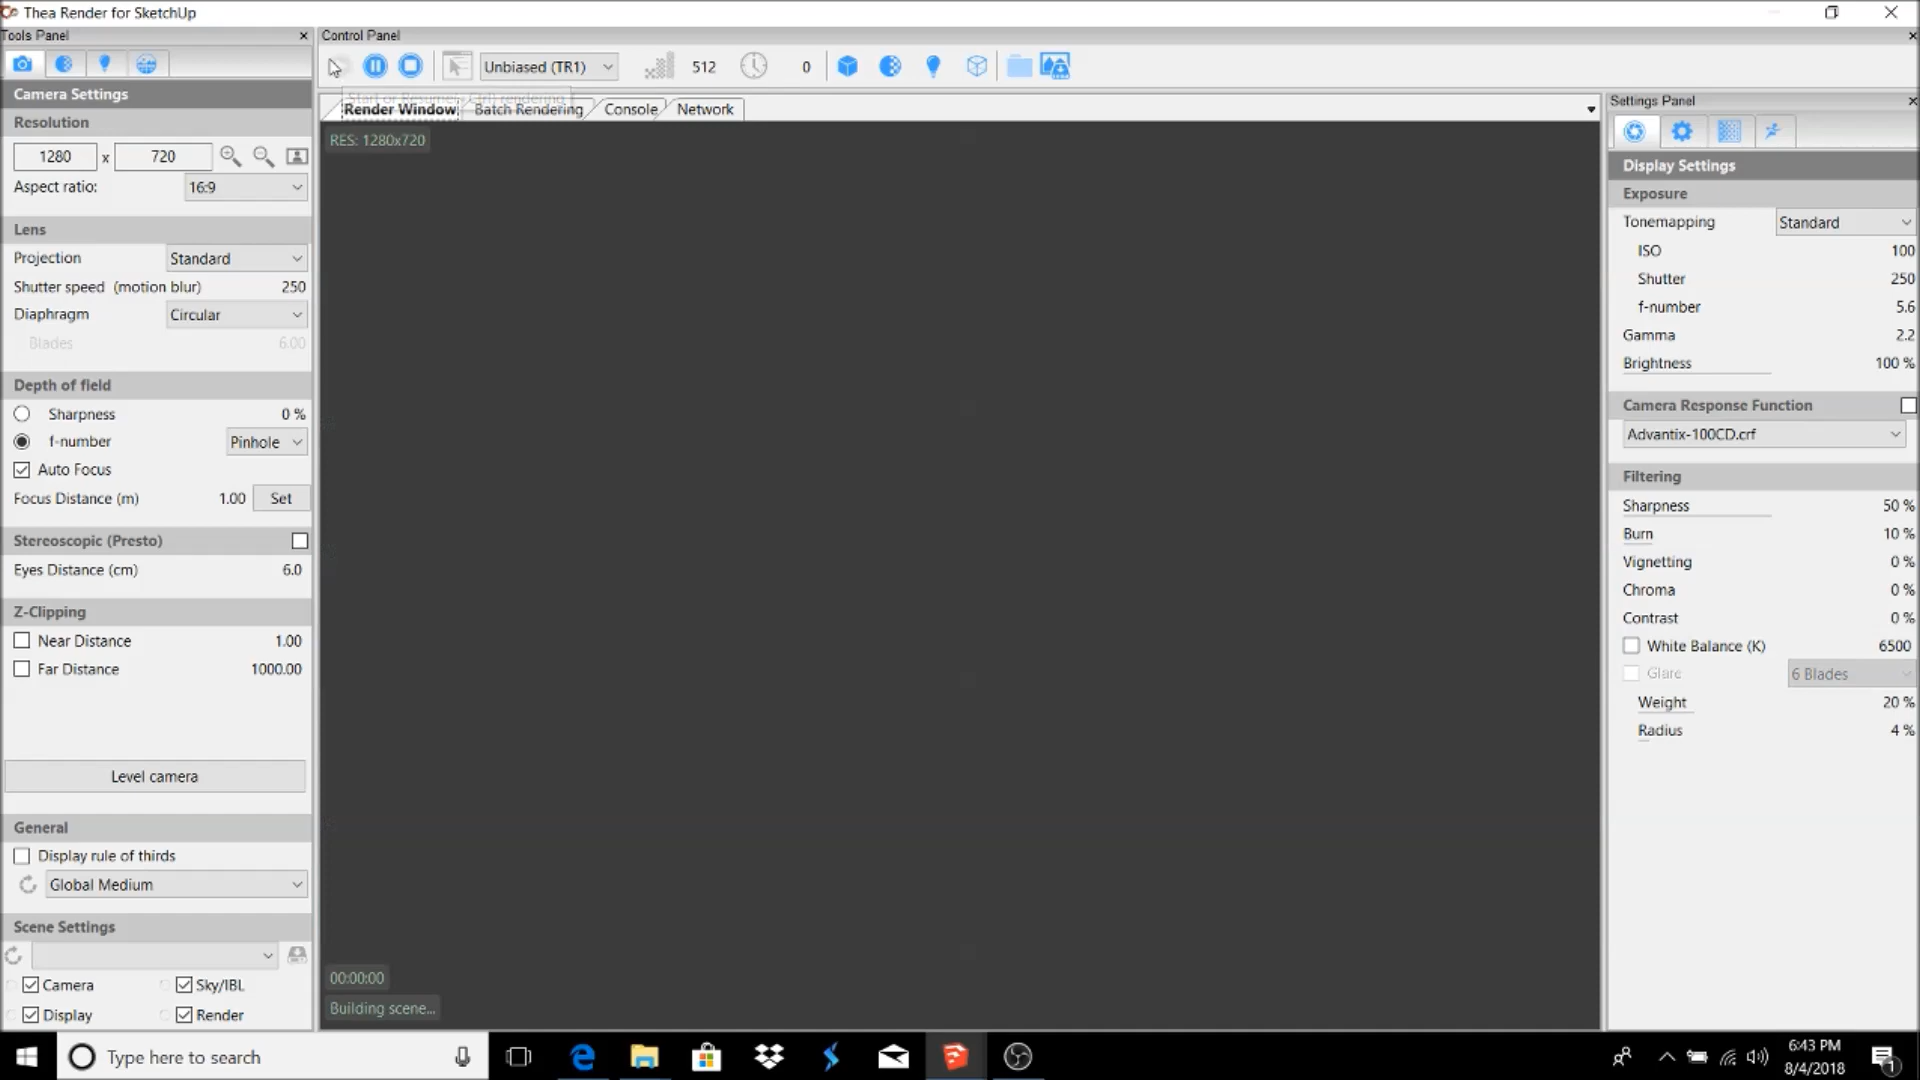 Thea Render for SketchUp
Tools Panel
Camera Settings
Resolution
1280 x 720
Aspect ratio: 16:9
Lens
Projection Standard
Shutter speed (motion blur) 250
Diaphragm Circular
Blades 6.00
Depth of field
Sharpness 0 %
f-number Pinhole
Auto Focus
Focus Distance (m) 1.00 Set
Stereoscopic (Presto)
Eyes Distance (cm) 6.0
Z-Clipping
Near Distance 1.00
Far Distance 1000.00
Level camera
General
Display rule of thirds
Global Medium
Scene Settings
Camera Sky/IBL
Display Render
Control Panel
Unbiased (TR1) 512 0
Start or Resume(+Ctrl) rendering
Render Window Batch Rendering Console Network
RES: 1280x720
00:00:00
Building scene...
Settings Panel
Display Settings
Exposure
Tonemapping Standard
ISO 100
Shutter 250
f-number 5.6
Gamma 2.2
Brightness 100 %
Camera Response Function
Advantix-100CD.crf
Filtering
Sharpness 50 %
Burn 10 %
Vignetting 0 %
Chroma 0 %
Contrast 0 %
White Balance (K) 6500
Glare 6 Blades
Weight 20 %
Radius 4 %
Type here to search
6:43 PM
8/4/2018
1